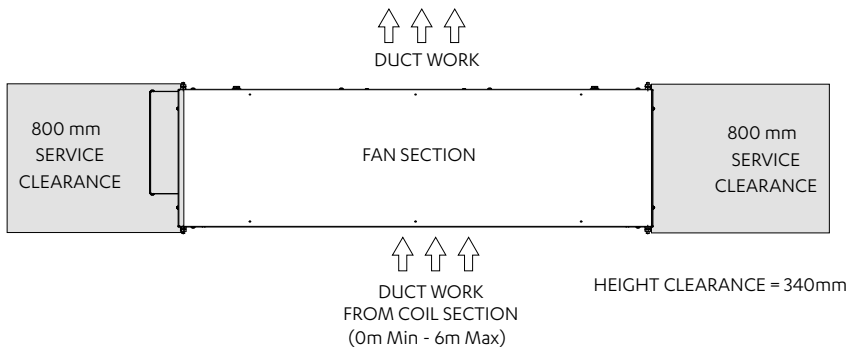 DUCT WORK
800 mm
SERVICE
CLEARANCE
FAN SECTION
800 mm
SERVICE
CLEARANCE
DUCT WORK
FROM COIL SECTION
(0m Min - 6m Max)
HEIGHT CLEARANCE = 340mm